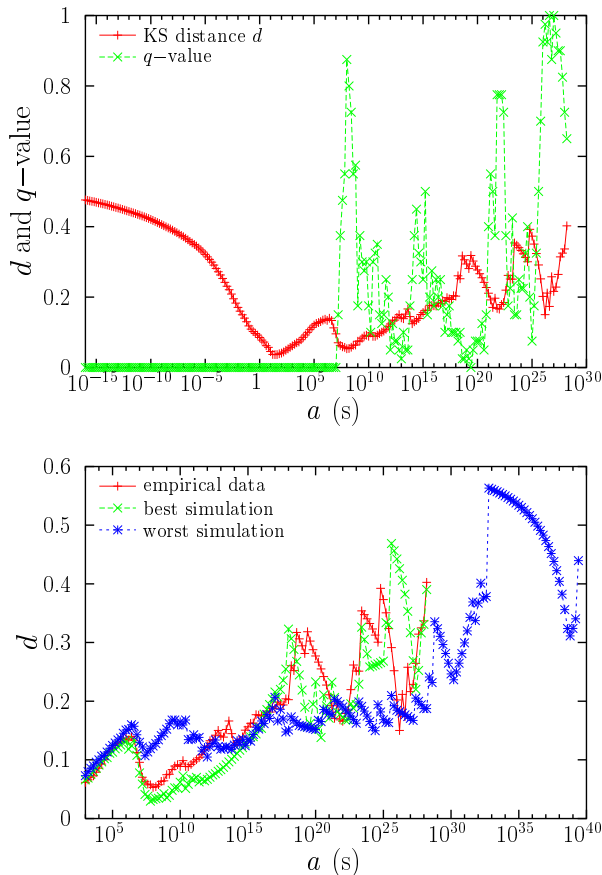 1
0.8
0.6
0.4
0.2
0
d and q−value
KS distance d
q−value
10^−15 10^−10 10^−5 1 10^5 10^10 10^15 10^20 10^25 10^30
a (s)
0.6
0.5
0.4
0.3
0.2
0.1
0
d
empirical data
best simulation
worst simulation
10^5 10^10 10^15 10^20 10^25 10^30 10^35 10^40
a (s)